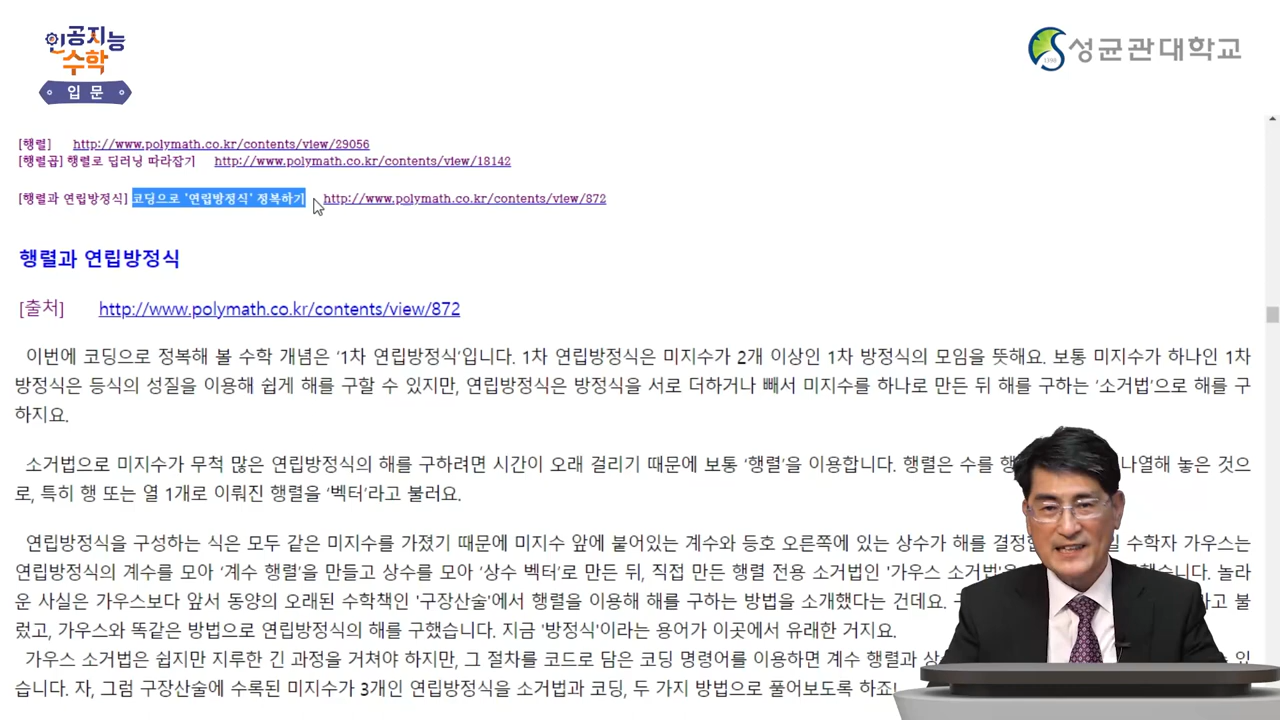 인공지능
수학
입문
성균관대학교
1398
[행렬] http://www.polymath.co.kr/contents/view/29056
[행렬곱] 행렬로 딥러닝 따라잡기 http://www.polymath.co.kr/contents/view/18142
[행렬과 연립방정식] 코딩으로 '연립방정식' 정복하기 http://www.polymath.co.kr/contents/view/872
행렬과 연립방정식
[출처] http://www.polymath.co.kr/contents/view/872
이번에 코딩으로 정복해 볼 수학 개념은 '1차 연립방정식'입니다. 1차 연립방정식은 미지수가 2개 이상인 1차 방정식의 모임을 뜻해요. 보통 미지수가 하나인 1차
방정식은 등식의 성질을 이용해 쉽게 해를 구할 수 있지만, 연립방정식은 방정식을 서로 더하거나 빼서 미지수를 하나로 만든 뒤 해를 구하는 '소거법'으로 해를 구
하지요.
소거법으로 미지수가 무척 많은 연립방정식의 해를 구하려면 시간이 오래 걸리기 때문에 보통 '행렬'을 이용합니다. 행렬은 수를 나열해 놓은 것으
로, 특히 행 또는 열 1개로 이뤄진 행렬을 '벡터'라고 불러요.
연립방정식을 구성하는 식은 모두 같은 미지수를 가졌기 때문에 미지수 앞에 붙어있는 계수와 등호 오른쪽에 있는 상수가 해를 수학자 가우스는
연립방정식의 계수를 모아 '계수 행렬'을 만들고 상수를 모아 '상수 벡터'로 만든 뒤, 직접 만든 행렬 전용 소거법인 '가우스 소거법' 놀라
운 사실은 가우스보다 앞서 동양의 오래된 수학책인 '구장산술'에서 행렬을 이용해 해를 구하는 방법을 소개했다는 건데요. 불
렀고, 가우스와 똑같은 방법으로 연립방정식의 해를 구했습니다. 지금 '방정식'이라는 용어가 이곳에서 유래한 거지요.
가우스 소거법은 쉽지만 지루한 긴 과정을 거쳐야 하지만, 그 절차를 코드로 담은 코딩 명령어를 이용하면 계수 행렬과 있
습니다. 자, 그럼 구장산술에 수록된 미지수가 3개인 연립방정식을 소거법과 코딩, 두 가지 방법으로 풀어보도록